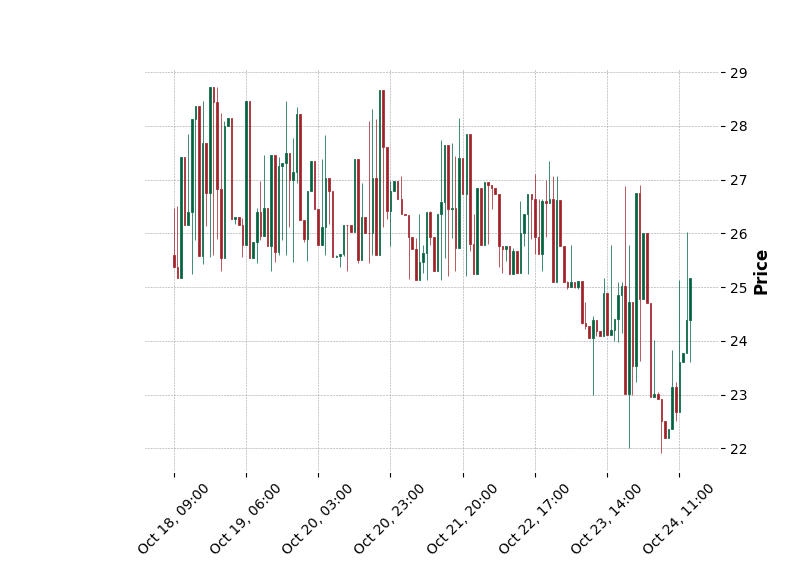 29
28
27
26
25
24
23
22
Price
Oct 18, 09:00
Oct 19, 06:00
Oct 20, 03:00
Oct 20, 23:00
Oct 21, 20:00
Oct 22, 17:00
Oct 23, 14:00
Oct 24, 11:00